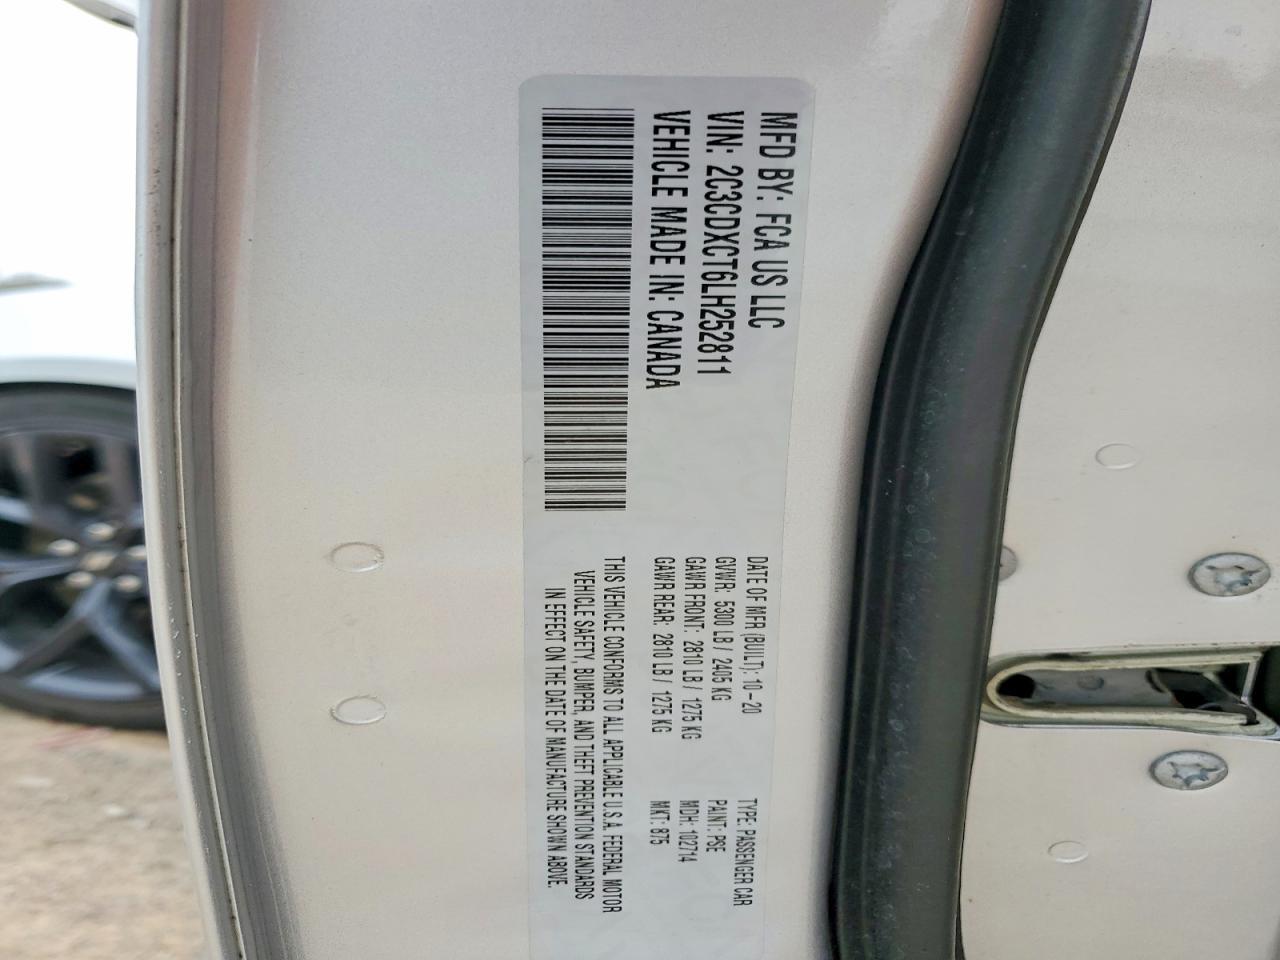 MFD BY: FCA US LLC
VIN: 2C3CDXCT6LH252811
VEHICLE MADE IN: CANADA
DATE OF MFR (BUILT): 10-20
GVWR: 5300 LB / 2405 KG
GAWR FRONT: 2810 LB / 1275 KG
GAWR REAR: 2810 LB / 1275 KG
TYPE: PASSENGER CAR
PAINT: PSE
MDH: 102714
MKT: 875
THIS VEHICLE CONFORMS TO ALL APPLICABLE U.S.A. FEDERAL MOTOR
VEHICLE SAFETY, BUMPER, AND THEFT PREVENTION STANDARDS
IN EFFECT ON THE DATE OF MANUFACTURE SHOWN ABOVE.